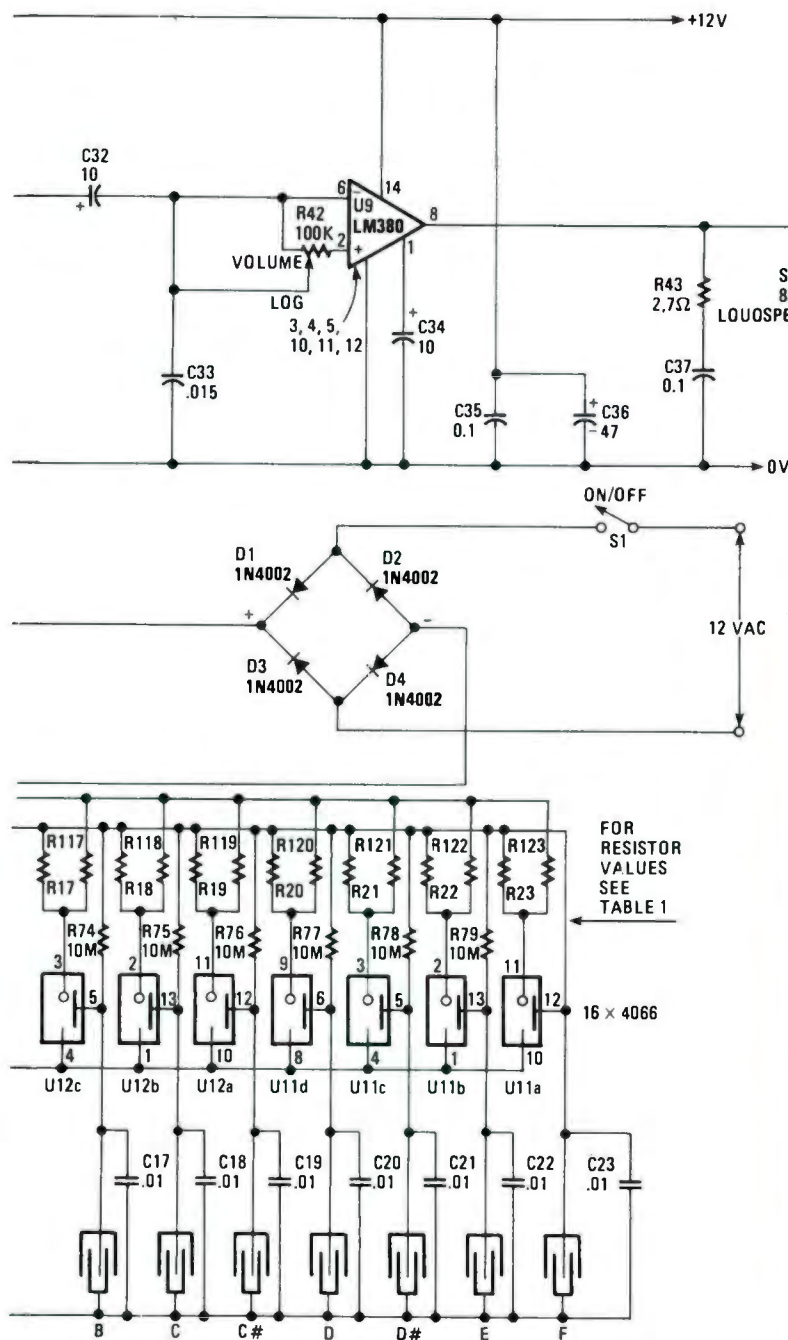 +12V
C32
10
+
6
−
14
U9
R42
100K
LM380
8
2
+
1
VOLUME
LOG
3, 4, 5,
10, 11, 12
+
C34
10
R43
2,7Ω
S
8
LOUOSPE
C33
.015
C37
0.1
C35
0.1
+
C36
47
−
0V
ON/OFF
S1
D1
1N4002
D2
1N4002
+
−
12 VAC
D3
1N4002
D4
1N4002
FOR
RESISTOR
VALUES
SEE
TABLE 1
R117 R118 R119 R120 R121 R122 R123
R17 R18 R19 R20 R21 R22 R23
R74 R75 R76 R77 R78 R79
10M 10M 10M 10M 10M 10M
3 2 11 9 3 2 11
5 13 12 6 5 13 12
16 × 4066
4 1 10 8 4 1 10
U12c U12b U12a U11d U11c U11b U11a
C17 C18 C19 C20 C21 C22 C23
.01 .01 .01 .01 .01 .01 .01
B C C# D D# E F